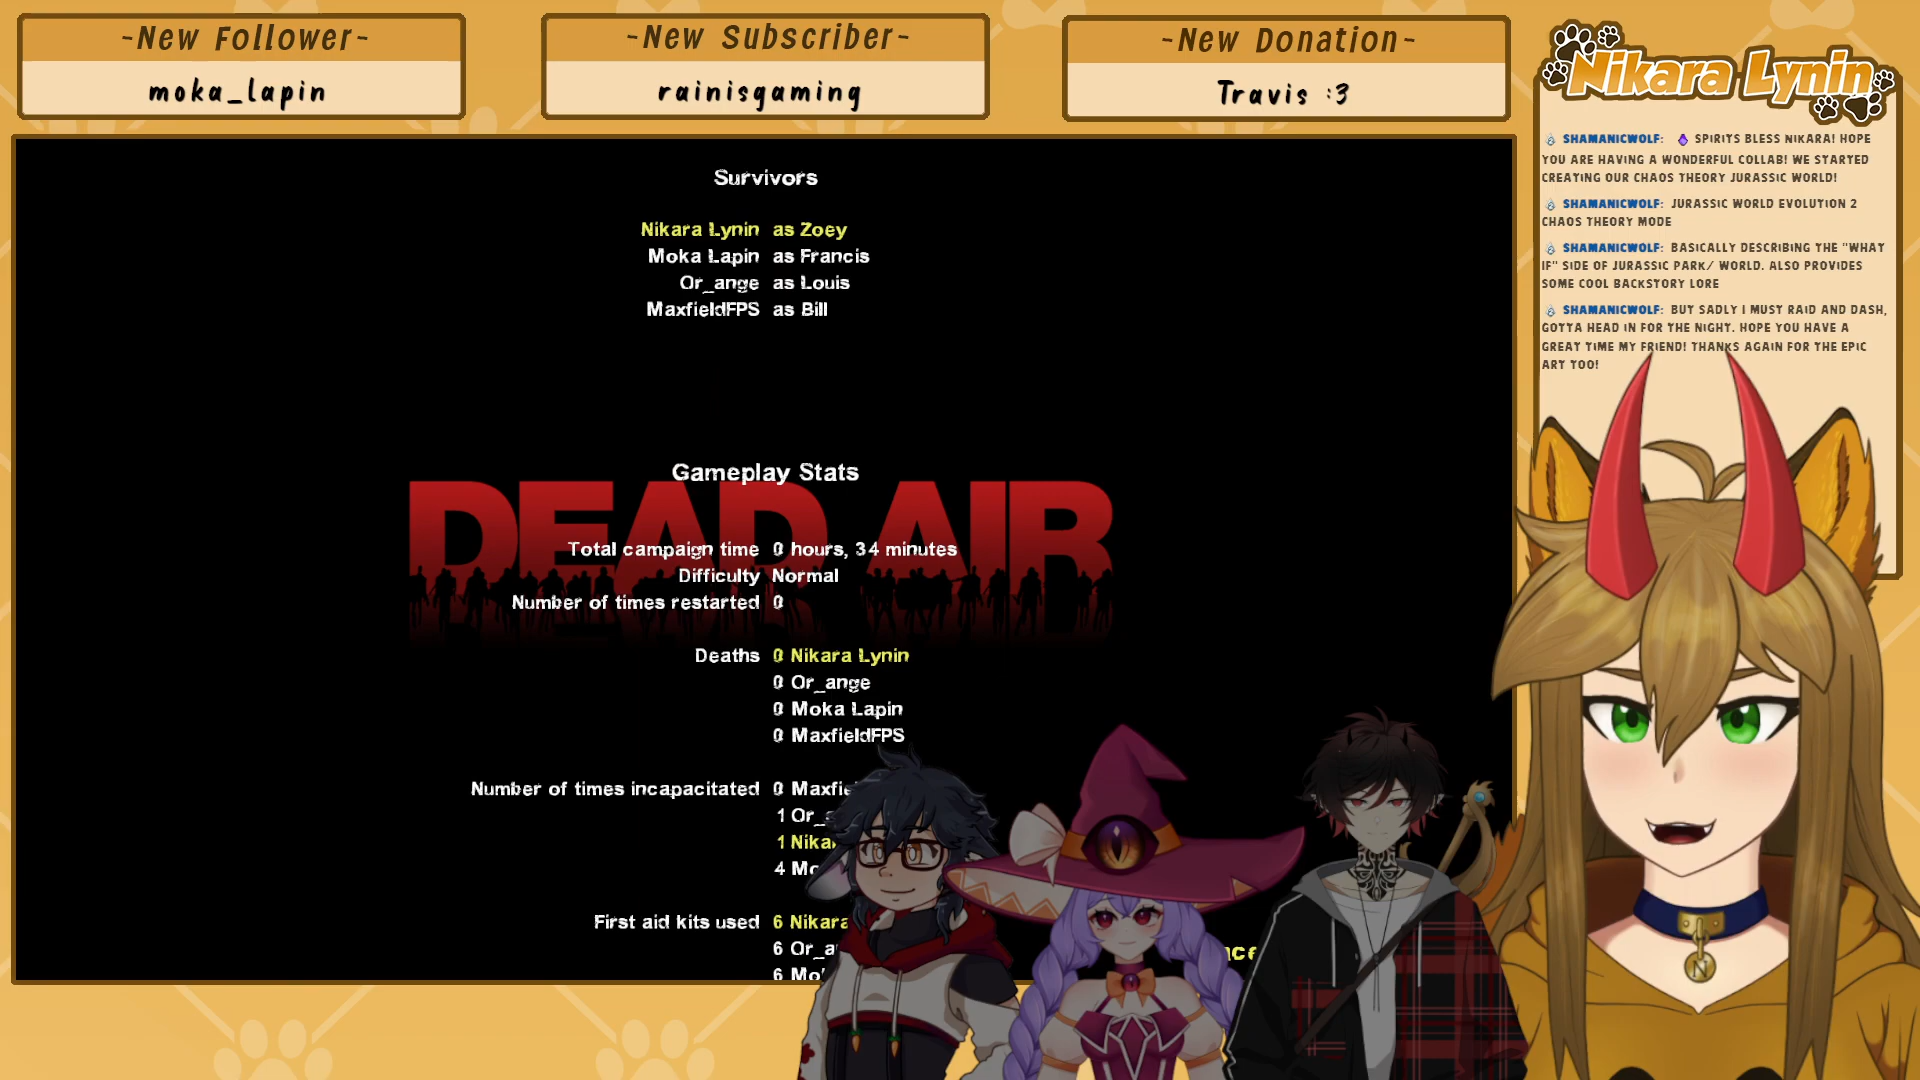 -New Follower-
moka_lapin
-New Subscriber-
rainisgaming
-New Donation-
Travis :3
Nikara Lynin
SHAMANICWOLF: SPIRITS BLESS NIKARA! HOPE
YOU ARE HAVING A WONDERFUL COLLAB! WE STARTED
CREATING OUR CHAOS THEORY JURASSIC WORLD!
SHAMANICWOLF: JURASSIC WORLD EVOLUTION 2
CHAOS THEORY MODE
SHAMANICWOLF: BASICALLY DESCRIBING THE "WHAT
IF" SIDE OF JURASSIC PARK/ WORLD. ALSO PROVIDES
SOME COOL BACKSTORY LORE
SHAMANICWOLF: BUT SADLY I MUST RAID AND DASH,
GOTTA HEAD IN FOR THE NIGHT. HOPE YOU HAVE A
GREAT TIME MY FRIEND! THANKS AGAIN FOR THE EPIC
ART TOO!
Survivors
Nikara Lynin as Zoey
Moka Lapin as Francis
Or_ange as Louis
MaxfieldFPS as Bill
DEAD AIR
Gameplay Stats
Total campaign time 0 hours, 34 minutes
Difficulty Normal
Number of times restarted 0
Deaths 0 Nikara Lynin
0 Or_ange
0 Moka Lapin
0 MaxfieldFPS
Number of times incapacitated 0 Maxfie
1 Or_
1 Nika
4 Mo
First aid kits used 6 Nikara
6 Or_a
6 Mo
N